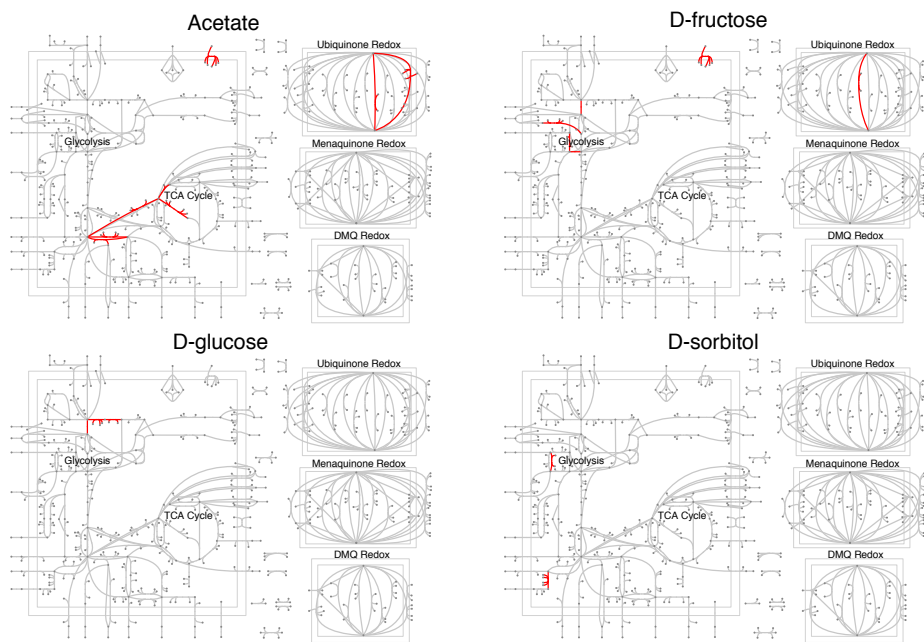 Acetate
Ubiquinone Redox
Glycolysis
Menaquinone Redox
TCA Cycle
DMQ Redox
D-fructose
Ubiquinone Redox
Glycolysis
Menaquinone Redox
TCA Cycle
DMQ Redox
D-glucose
Ubiquinone Redox
Glycolysis
Menaquinone Redox
TCA Cycle
DMQ Redox
D-sorbitol
Ubiquinone Redox
Glycolysis
Menaquinone Redox
TCA Cycle
DMQ Redox